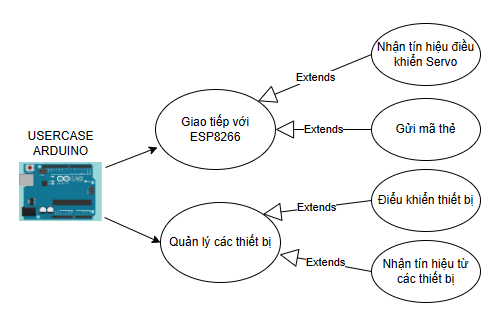 Nhận tín hiệu điều
khiển Servo
Extends
Giao tiếp với
ESP8266
Extends
Gửi mã thẻ
USERCASE
ARDUINO
Điểu khiển thiết bị
Extends
Quản lý các thiết bị
Extends
Nhận tín hiệu từ
các thiết bị